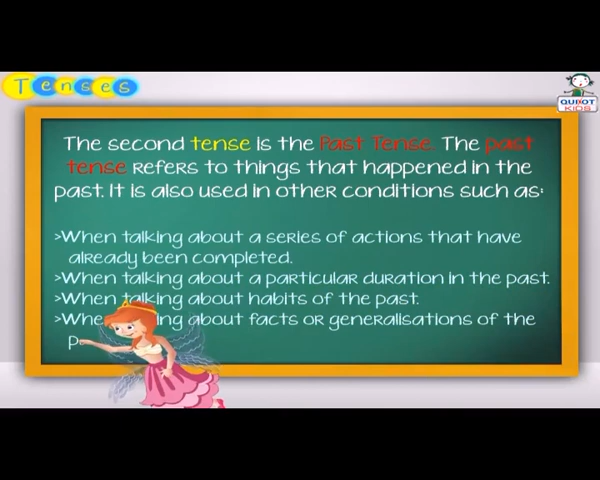 Tenses
QUIXOT
KIDS
The second tense is the Past Tense. The past
tense refers to things that happened in the
past. It is also used in other conditions such as:
>When talking about a series of actions that have
already been completed.
>When talking about a particular duration in the past.
>When talking about habits of the past.
>When talking about facts or generalisations of the